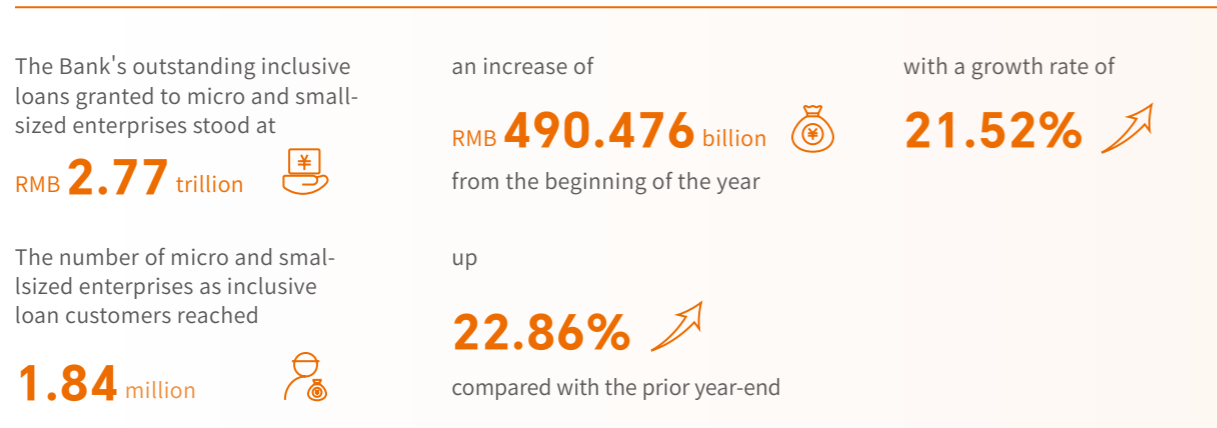 The Bank's outstanding inclusive
loans granted to micro and small-
sized enterprises stood at
RMB 2.77 trillion
an increase of
RMB 490.476 billion
from the beginning of the year
with a growth rate of
21.52%
The number of micro and smal-
lsized enterprises as inclusive
loan customers reached
1.84 million
up
22.86%
compared with the prior year-end